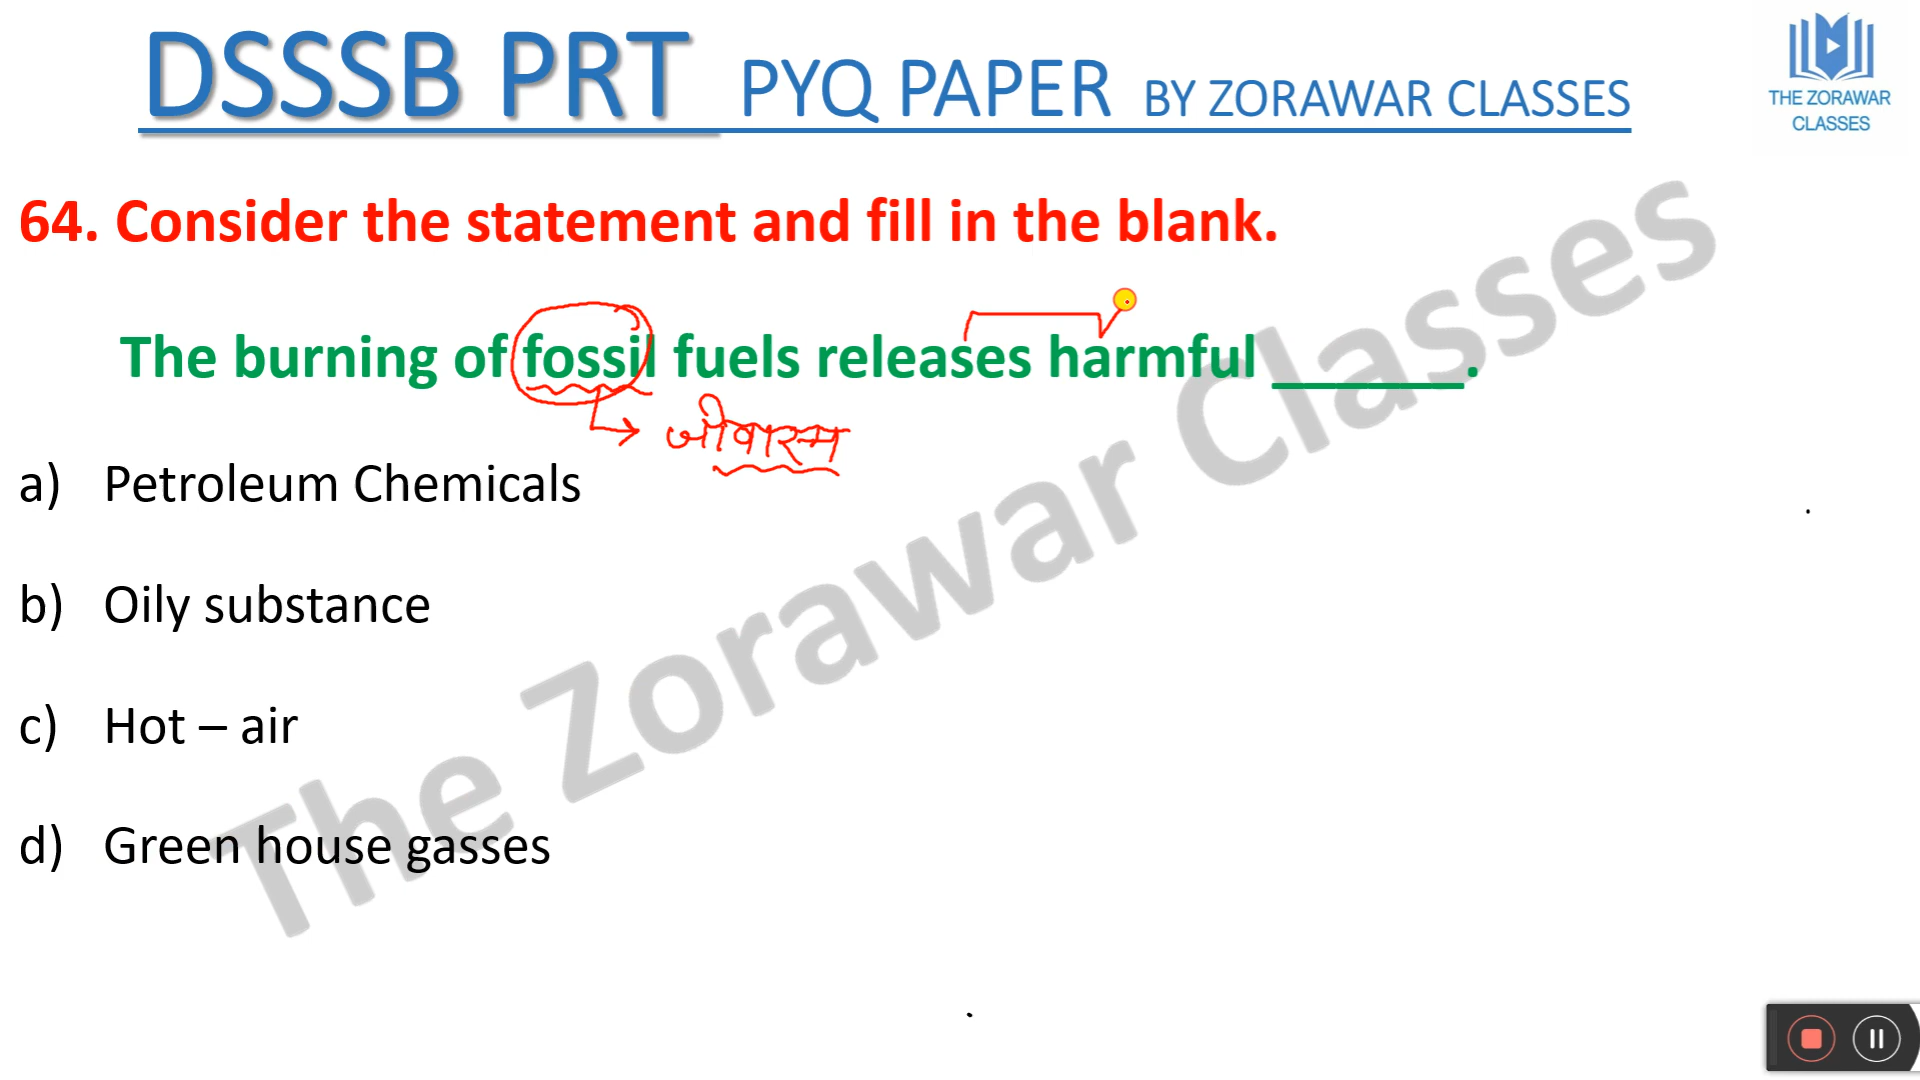 DSSSB PRT PYQ PAPER BY ZORAWAR CLASSES
THE ZORAWAR
CLASSES
64. Consider the statement and fill in the blank.
The burning of fossil fuels releases harmful _______.
जीवाश्म
a) Petroleum Chemicals
b) Oily substance
c) Hot – air
d) Green house gasses
The Zorawar Classes